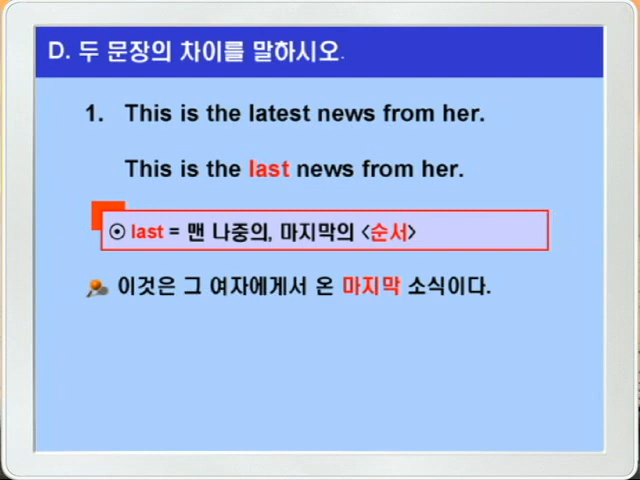 D. 두 문장의 차이를 말하시오.
1. This is the latest news from her.
This is the last news from her.
⊙ last = 맨 나중의, 마지막의 <순서>
이것은 그 여자에게서 온 마지막 소식이다.